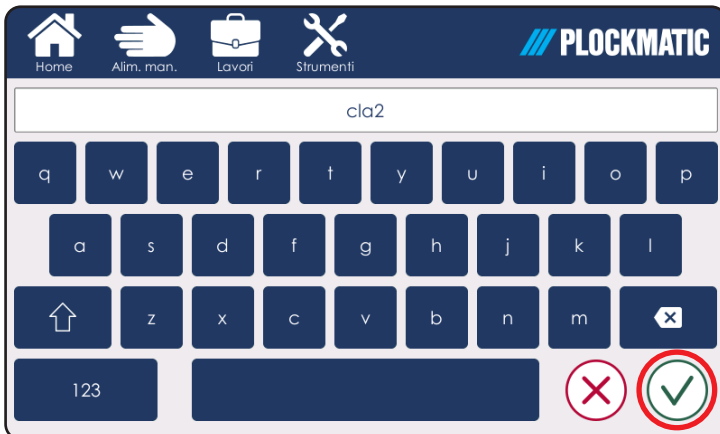 Home Alim. man. Lavori Strumenti PLOCKMATIC
cla2
q w e r t y u i o p
a s d f g h j k l
z x c v b n m
123